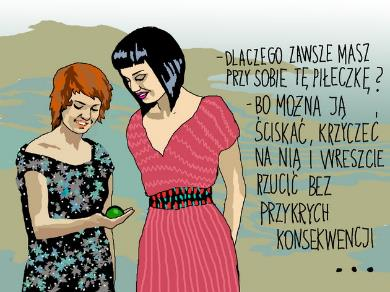 -DLACZEGO ZAWSZE MASZ
PRZY SOBIE TĘ PIŁECZKĘ?
-BO MOŻNA JĄ
ŚCISKAĆ, KRZYCZEĆ
NA NIĄ I WRESZCIE
RZUCIĆ BEZ
PRZYKRYCH
KONSEKWENCJI
...